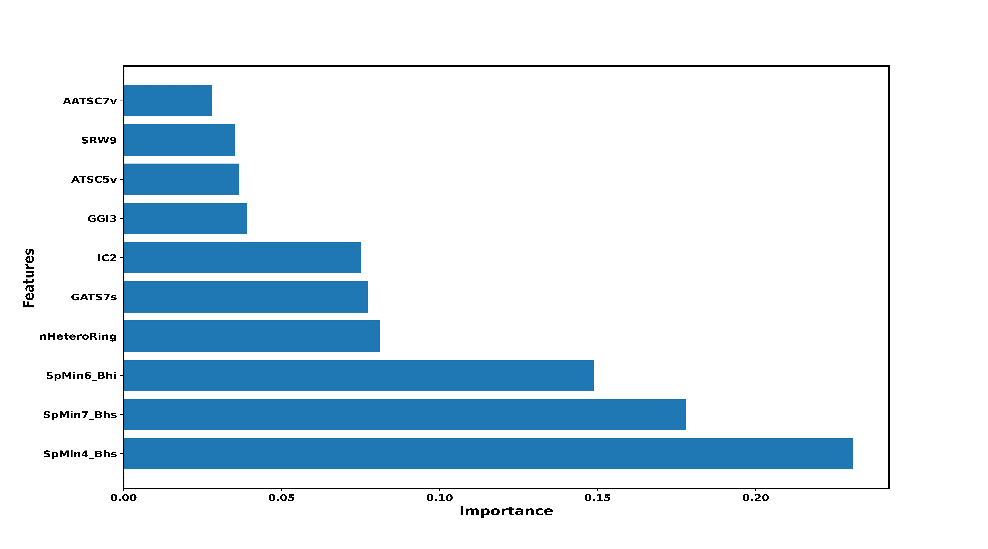 AATSC7v
SRW9
ATSC5v
GGI3
IC2
GATS7s
nHeteroRing
SpMin6_Bhi
SpMin7_Bhs
SpMin4_Bhs
Features
0.00 0.05 0.10 0.15 0.20
Importance